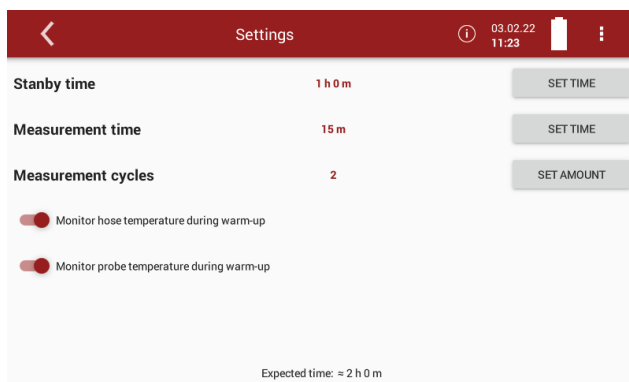 Settings
03.02.22
11:23
Stanby time 1 h 0 m SET TIME
Measurement time 15 m SET TIME
Measurement cycles 2 SET AMOUNT
Monitor hose temperature during warm-up
Monitor probe temperature during warm-up
Expected time: ≈ 2 h 0 m